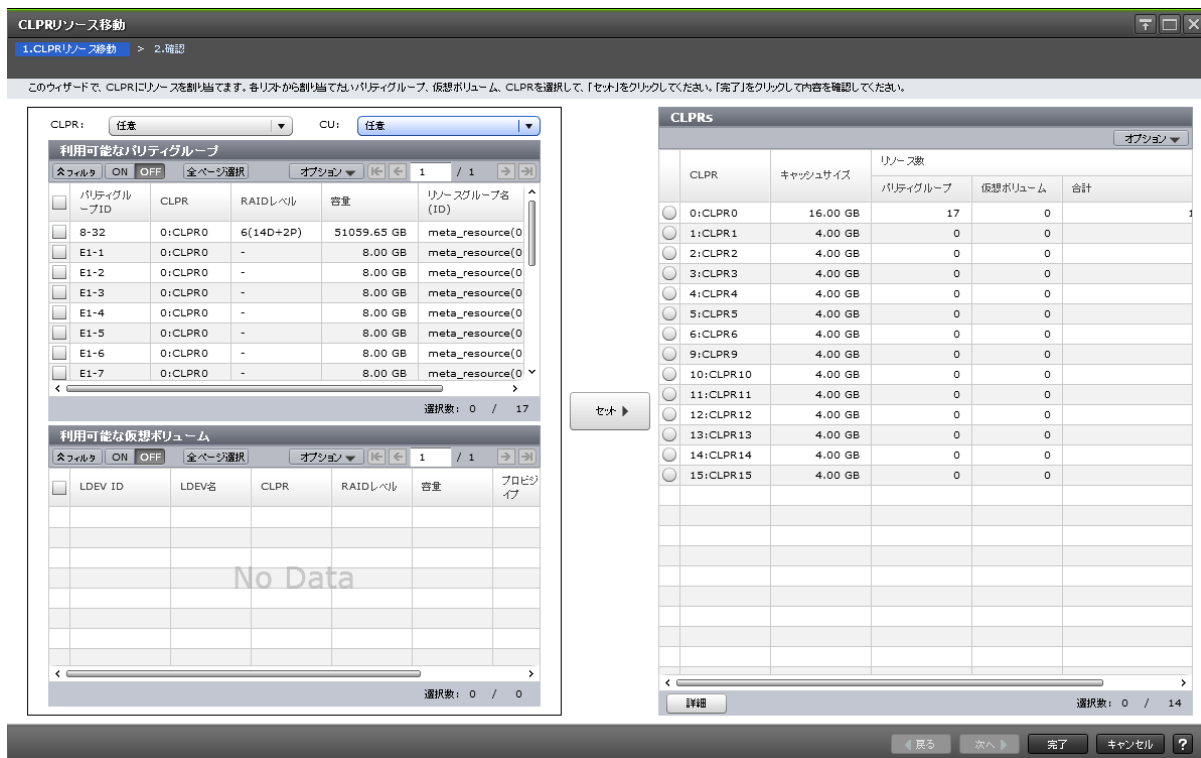 CLPRリソース移動
1.CLPRリソース移動 > 2.確認
このウィザードで、CLPRにリソースを割り当てます。各リストから割り当てたいパリティグループ、仮想ボリューム、CLPRを選択して、「セット」をクリックしてください。「完了」をクリックして内容を確認してください。
CLPR: 任意 CU: 任意
利用可能なパリティグループ
フィルタ ON OFF 全ページ選択 オプション 1 / 1
パリティグループID CLPR RAIDレベル 容量 リソースグループ名(ID)
8-32 0:CLPR0 6(14D+2P) 51059.65 GB meta_resource(0
E1-1 0:CLPR0 - 8.00 GB meta_resource(0
E1-2 0:CLPR0 - 8.00 GB meta_resource(0
E1-3 0:CLPR0 - 8.00 GB meta_resource(0
E1-4 0:CLPR0 - 8.00 GB meta_resource(0
E1-5 0:CLPR0 - 8.00 GB meta_resource(0
E1-6 0:CLPR0 - 8.00 GB meta_resource(0
E1-7 0:CLPR0 - 8.00 GB meta_resource(0
選択数: 0 / 17
利用可能な仮想ボリューム
フィルタ ON OFF 全ページ選択 オプション 1 / 1
LDEV ID LDEV名 CLPR RAIDレベル 容量 プロビジ イプ
No Data
選択数: 0 / 0
セット
CLPRs
オプション
CLPR キャッシュサイズ リソース数
パリティグループ 仮想ボリューム 合計
0:CLPR0 16.00 GB 17 0 1
1:CLPR1 4.00 GB 0 0
2:CLPR2 4.00 GB 0 0
3:CLPR3 4.00 GB 0 0
4:CLPR4 4.00 GB 0 0
5:CLPR5 4.00 GB 0 0
6:CLPR6 4.00 GB 0 0
9:CLPR9 4.00 GB 0 0
10:CLPR10 4.00 GB 0 0
11:CLPR11 4.00 GB 0 0
12:CLPR12 4.00 GB 0 0
13:CLPR13 4.00 GB 0 0
14:CLPR14 4.00 GB 0 0
15:CLPR15 4.00 GB 0 0
詳細 選択数: 0 / 14
戻る 次へ 完了 キャンセル ?